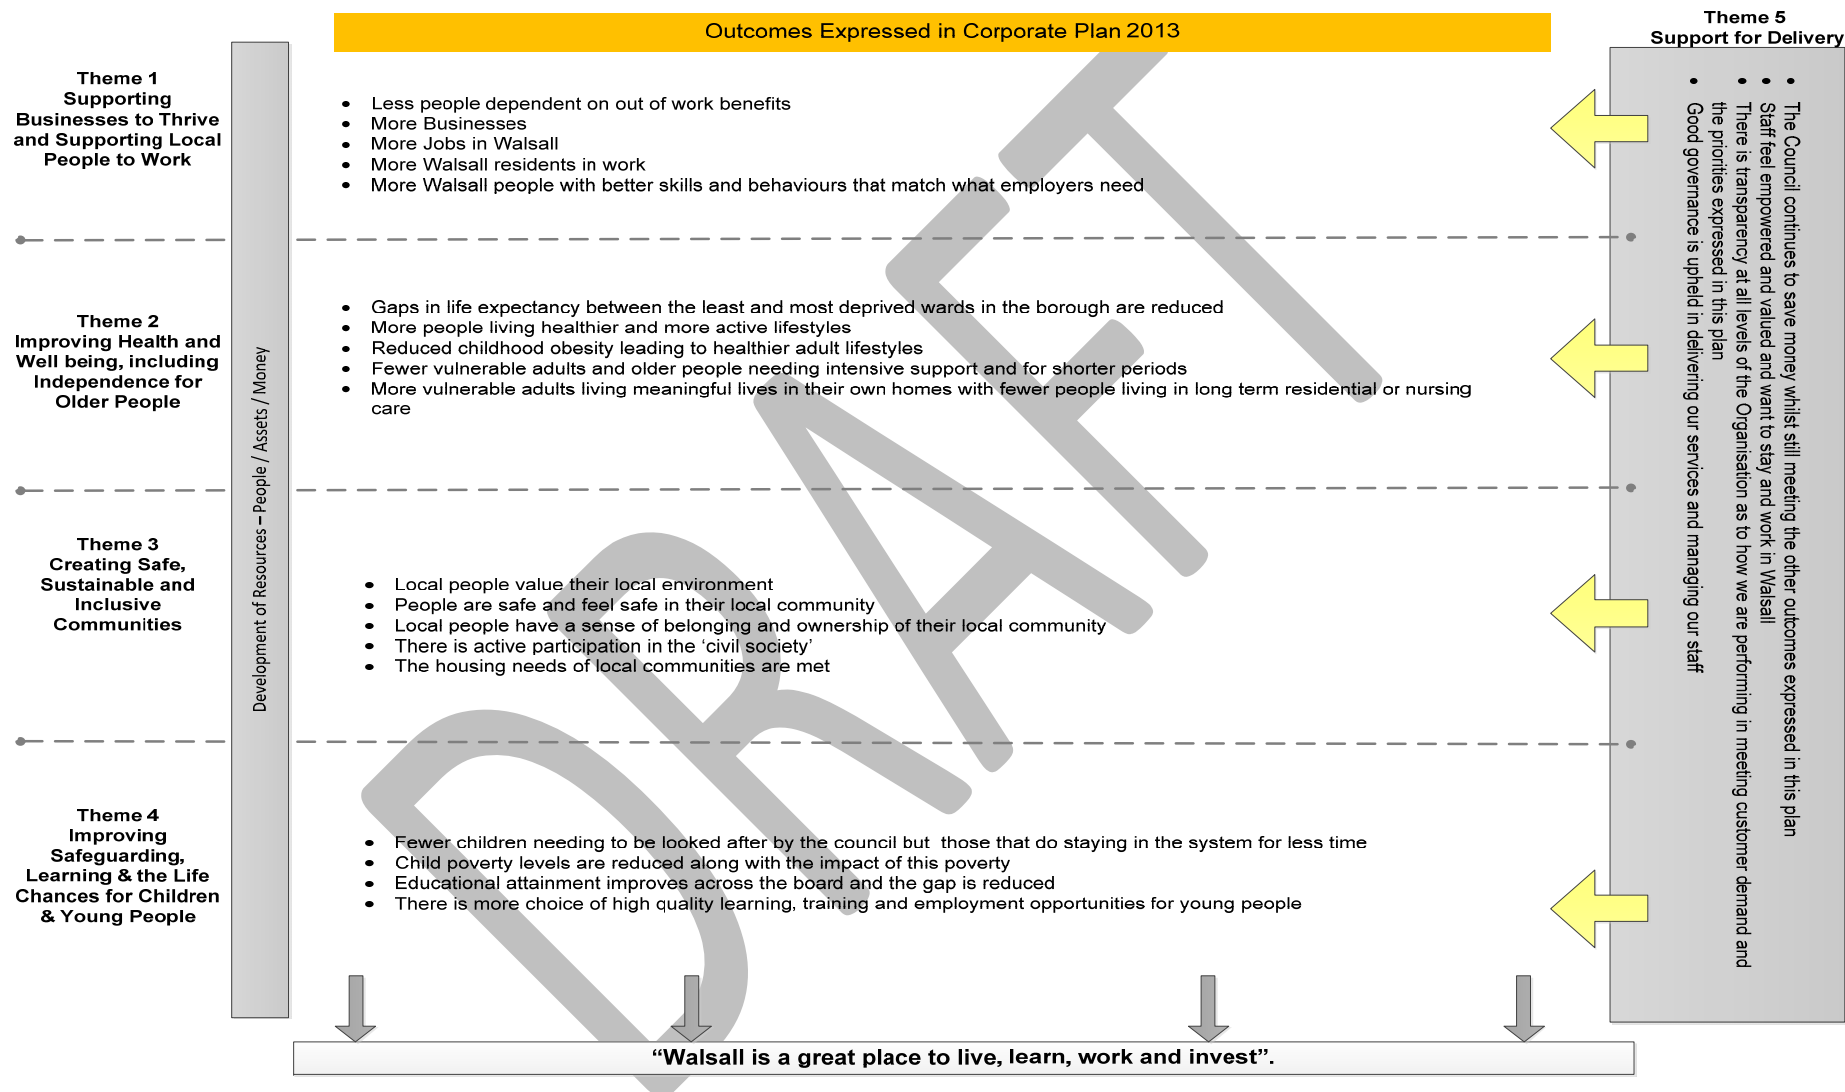 Outcomes Expressed in Corporate Plan 2013
Theme 1
Supporting
Businesses to Thrive
and Supporting Local
People to Work
• Less people dependent on out of work benefits
• More Businesses
• More Jobs in Walsall
• More Walsall residents in work
• More Walsall people with better skills and behaviours that match what employers need
Theme 2
Improving Health and
Well being, including
Independence for
Older People
• Gaps in life expectancy between the least and most deprived wards in the borough are reduced
• More people living healthier and more active lifestyles
• Reduced childhood obesity leading to healthier adult lifestyles
• Fewer vulnerable adults and older people needing intensive support and for shorter periods
• More vulnerable adults living meaningful lives in their own homes with fewer people living in long term residential or nursing
care
Theme 3
Creating Safe,
Sustainable and
Inclusive
Communities
• Local people value their local environment
• People are safe and feel safe in their local community
• Local people have a sense of belonging and ownership of their local community
• There is active participation in the ‘civil society’
• The housing needs of local communities are met
Theme 4
Improving
Safeguarding,
Learning & the Life
Chances for Children
& Young People
• Fewer children needing to be looked after by the council but  those that do staying in the system for less time
• Child poverty levels are reduced along with the impact of this poverty
• Educational attainment improves across the board and the gap is reduced
• There is more choice of high quality learning, training and employment opportunities for young people
Development of Resources – People / Assets / Money
Theme 5
Support for Delivery
• The Council continues to save money whilst still meeting the other outcomes expressed in this plan
• Staff feel empowered and valued and want to stay and work in Walsall
• There is transparency at all levels of the Organisation as to how we are performing in meeting customer demand and
the priorities expressed in this plan
• Good governance is upheld in delivering our services and managing our staff
“Walsall is a great place to live, learn, work and invest”.
DRAFT